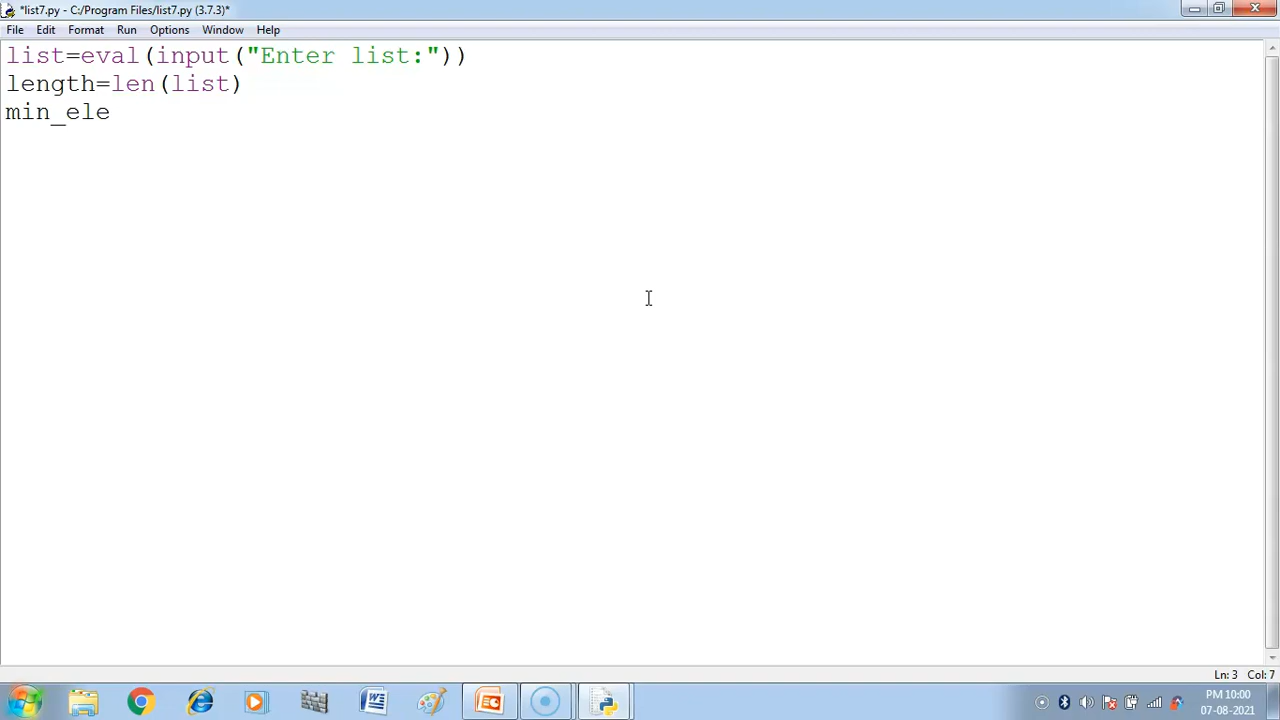 *list7.py - C:/Program Files/list7.py (3.7.3)*
File Edit Format Run Options Window Help
list=eval(input("Enter list:"))
length=len(list)
min_ele
Ln: 3 Col: 7
PM 10:00
07-08-2021